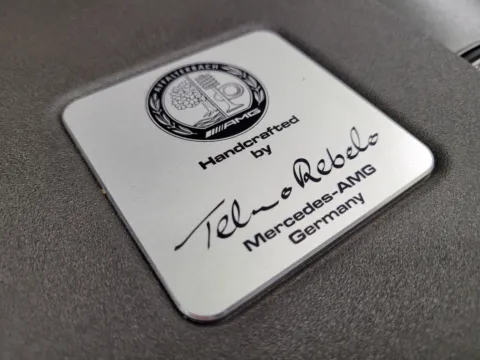 AFFALTERBACH
AMG
Handcrafted
by
Telmo Rebelo
Mercedes-AMG
Germany